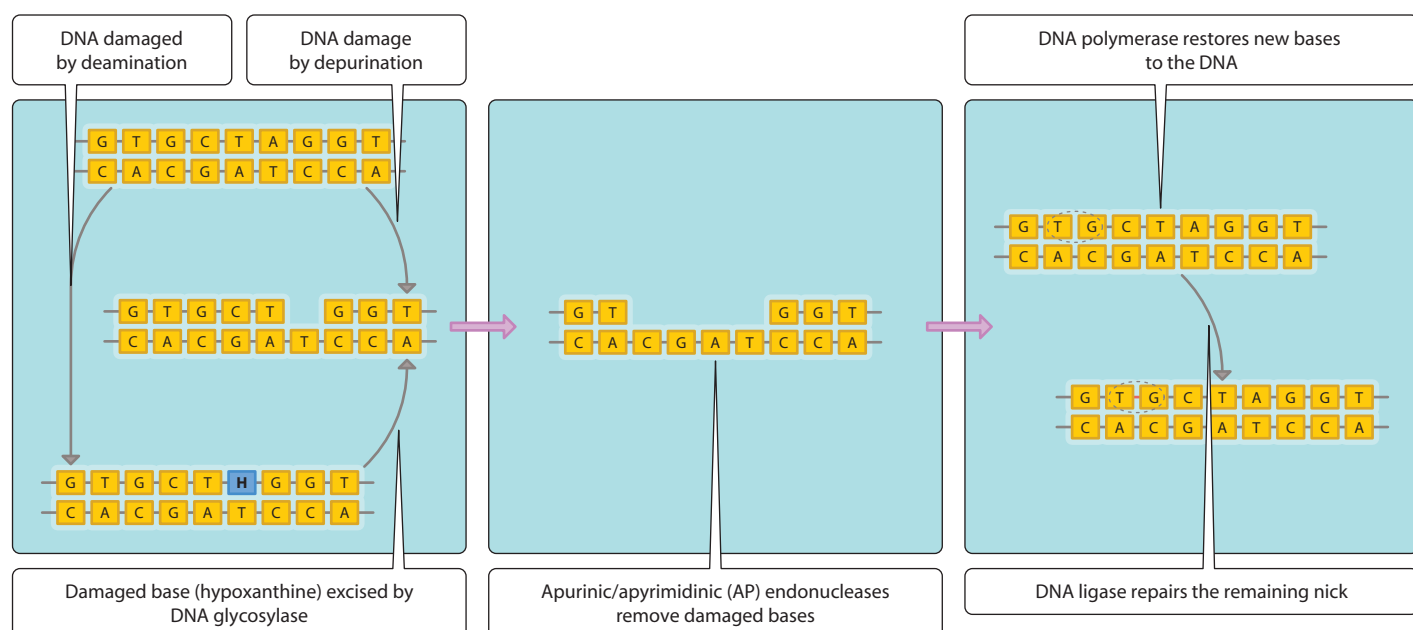 DNA damaged
by deamination
DNA damage
by depurination
G T G C T A G G T
C A C G A T C C A
G T G C T G G T
C A C G A T C C A
G T G C T H G G T
C A C G A T C C A
Damaged base (hypoxanthine) excised by
DNA glycosylase
G T G G T
C A C G A T C C A
Apurinic/apyrimidinic (AP) endonucleases
remove damaged bases
DNA polymerase restores new bases
to the DNA
G T G C T A G G T
C A C G A T C C A
G T G C T A G G T
C A C G A T C C A
DNA ligase repairs the remaining nick